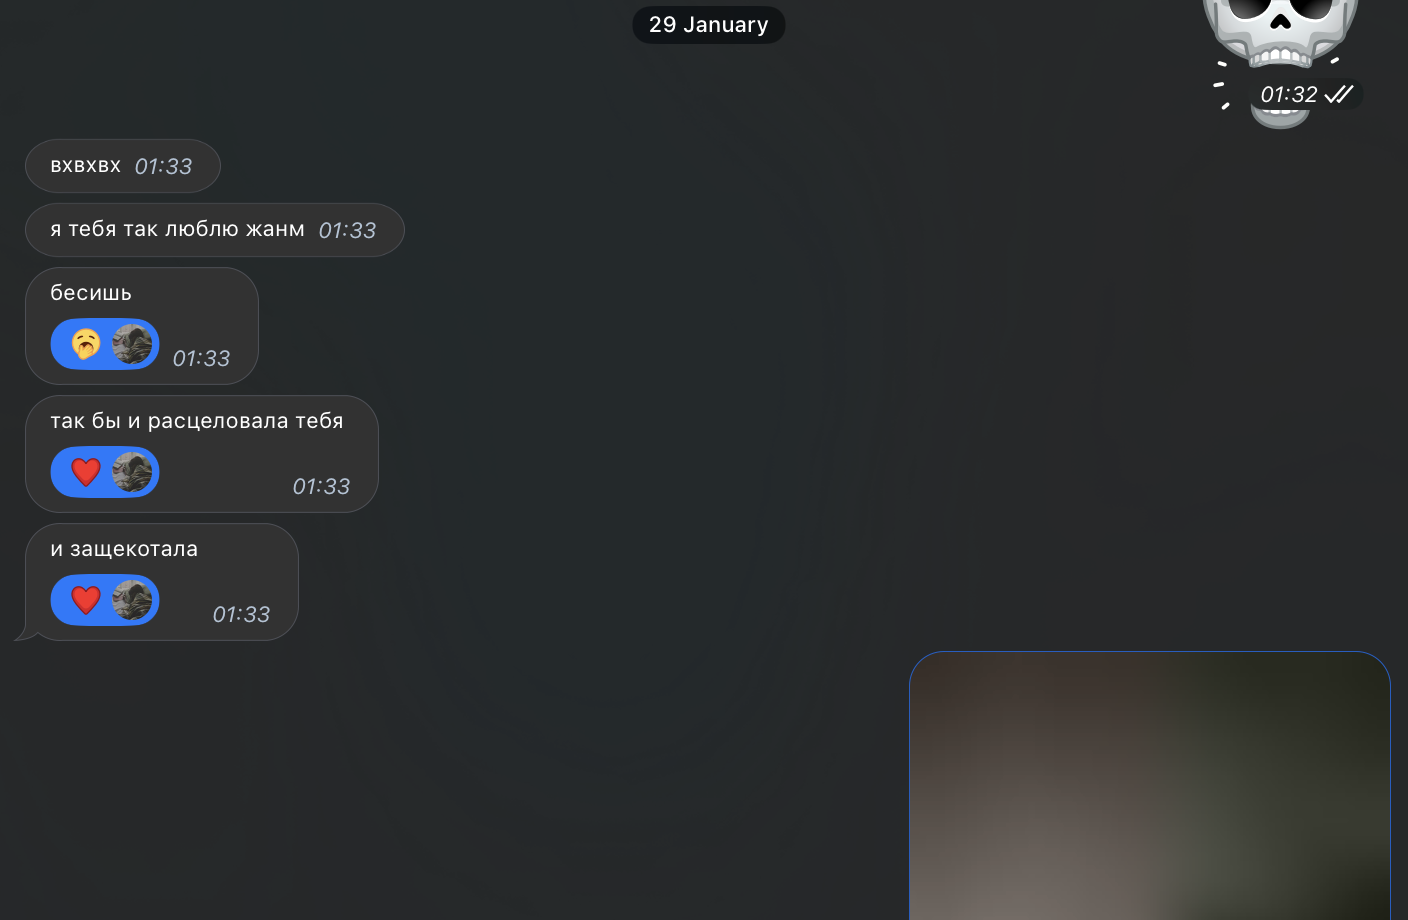 29 January
01:32
вхвхвх 01:33
я тебя так люблю жанм 01:33
бесишь
01:33
так бы и расцеловала тебя
01:33
и защекотала
01:33